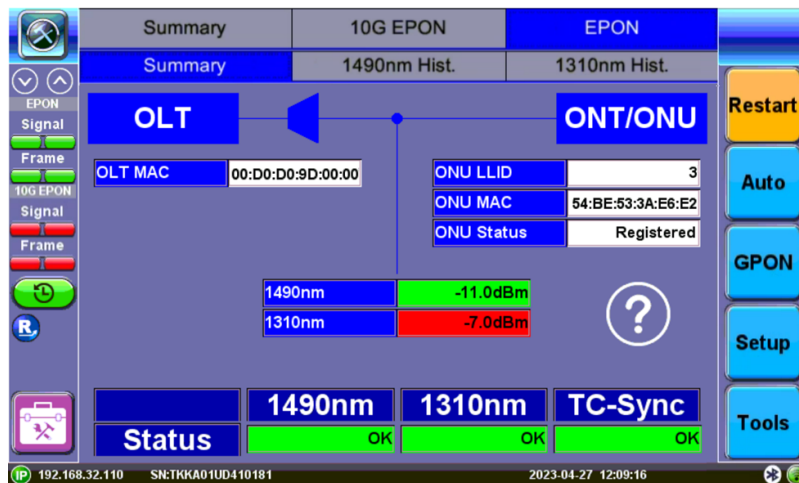 Summary 10G EPON EPON
Summary 1490nm Hist. 1310nm Hist.
EPON
Signal
Frame
10G EPON
Signal
Frame
R
OLT ONT/ONU
OLT MAC 00:D0:D0:9D:00:00
ONU LLID 3
ONU MAC 54:BE:53:3A:E6:E2
ONU Status Registered
1490nm -11.0dBm
1310nm -7.0dBm
?
1490nm 1310nm TC-Sync
Status OK OK OK
Restart
Auto
GPON
Setup
Tools
IP 192.168.32.110 SN:TKKA01UD410181 2023-04-27 12:09:16